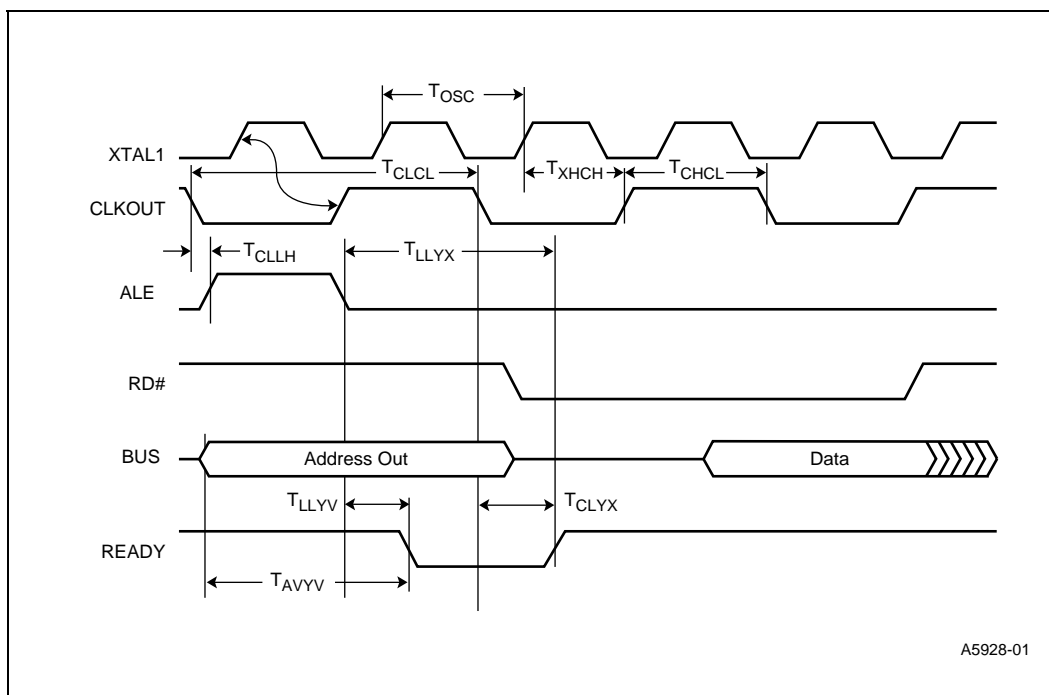 TOSC
XTAL1
TCLCL
TXHCH
TCHCL
CLKOUT
TCLLH
TLLYX
ALE
RD#
BUS
Address Out
Data
TLLYV
TCLYX
READY
TAVYV
A5928-01